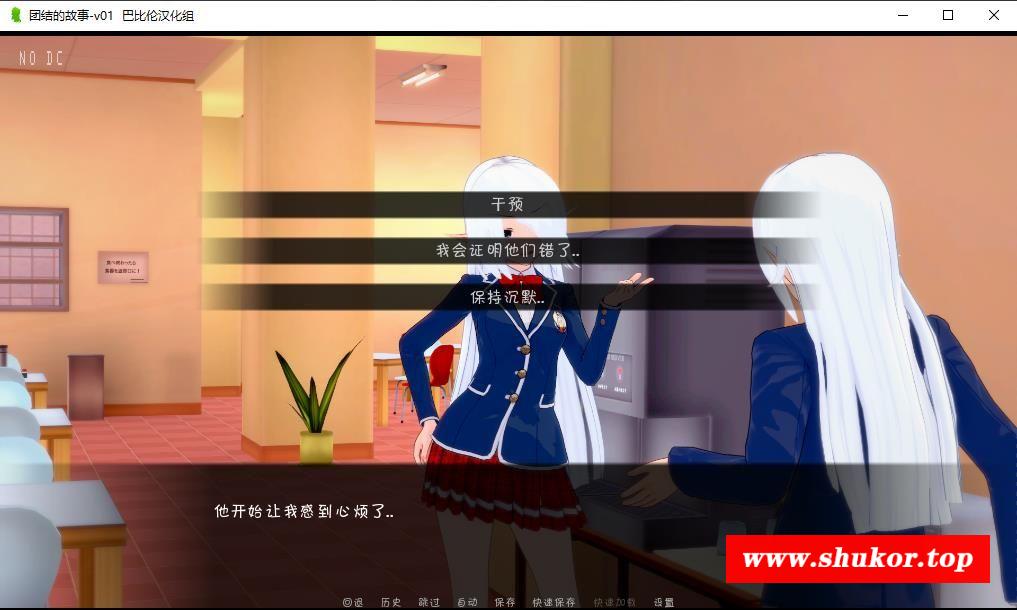 团结的故事-v01 巴比伦汉化组
NO DC
干预
我会证明他们错了..
保持沉默..
他开始让我感到心烦了..
www.shukor.top
回退 历史 跳过 自动 保存 快速保存 快速加载 设置